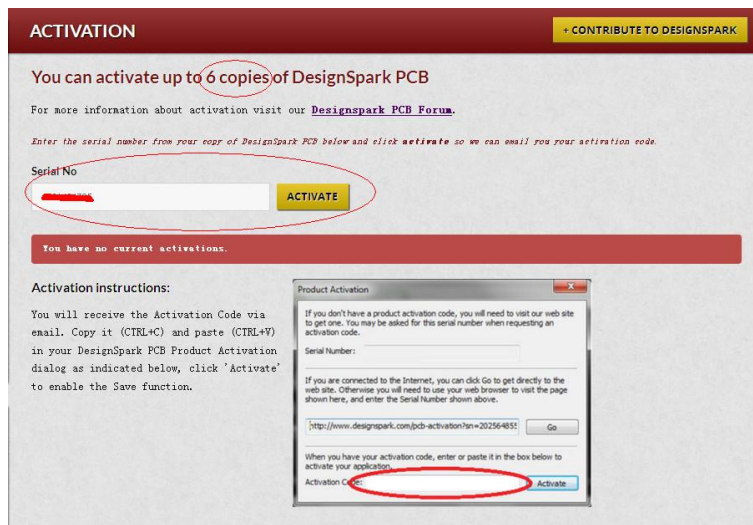 ACTIVATION
+ CONTRIBUTE TO DESIGNSPARK
You can activate up to 6 copies of DesignSpark PCB
For more information about activation visit our Designspark PCB Forum.
Enter the serial number from your copy of DesignSpark PCB below and click activate so we can email you your activation code.
Serial No
ACTIVATE
You have no current activations.
Activation instructions:
You will receive the Activation Code via
email. Copy it (CTRL+C) and paste (CTRL+V)
in your DesignSpark PCB Product Activation
dialog as indicated below, click 'Activate'
to enable the Save function.
Product Activation
If you don't have a product activation code, you will need to visit our web site
to get one. You may be asked for this serial number when requesting an
activation code.
Serial Number:
If you are connected to the Internet, you can click Go to get directly to the
web site. Otherwise you will need to use your web browser to visit the page
shown here, and enter the Serial Number shown above.
http://www.designspark.com/pcb-activation?sn=202564855
Go
When you have your activation code, enter or paste it in the box below to
activate your application.
Activation Code:
Activate